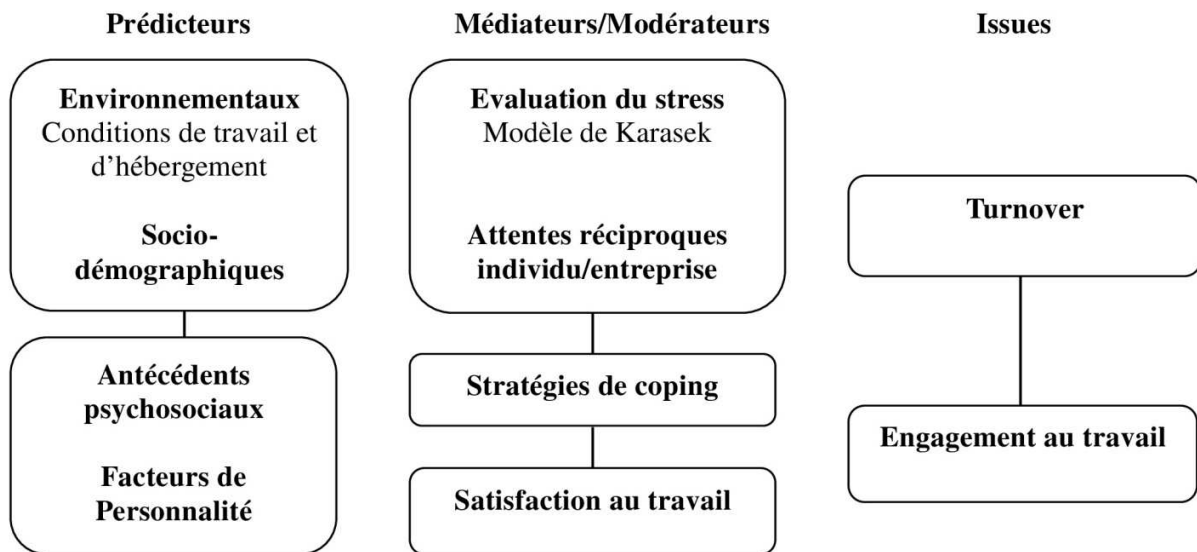 Prédicteurs
Médiateurs/Modérateurs
Issues
Environnementaux
Conditions de travail et
d’hébergement
Socio-
démographiques
Antécédents
psychosociaux
Facteurs de
Personnalité
Evaluation du stress
Modèle de Karasek
Attentes réciproques
individu/entreprise
Stratégies de coping
Satisfaction au travail
Turnover
Engagement au travail